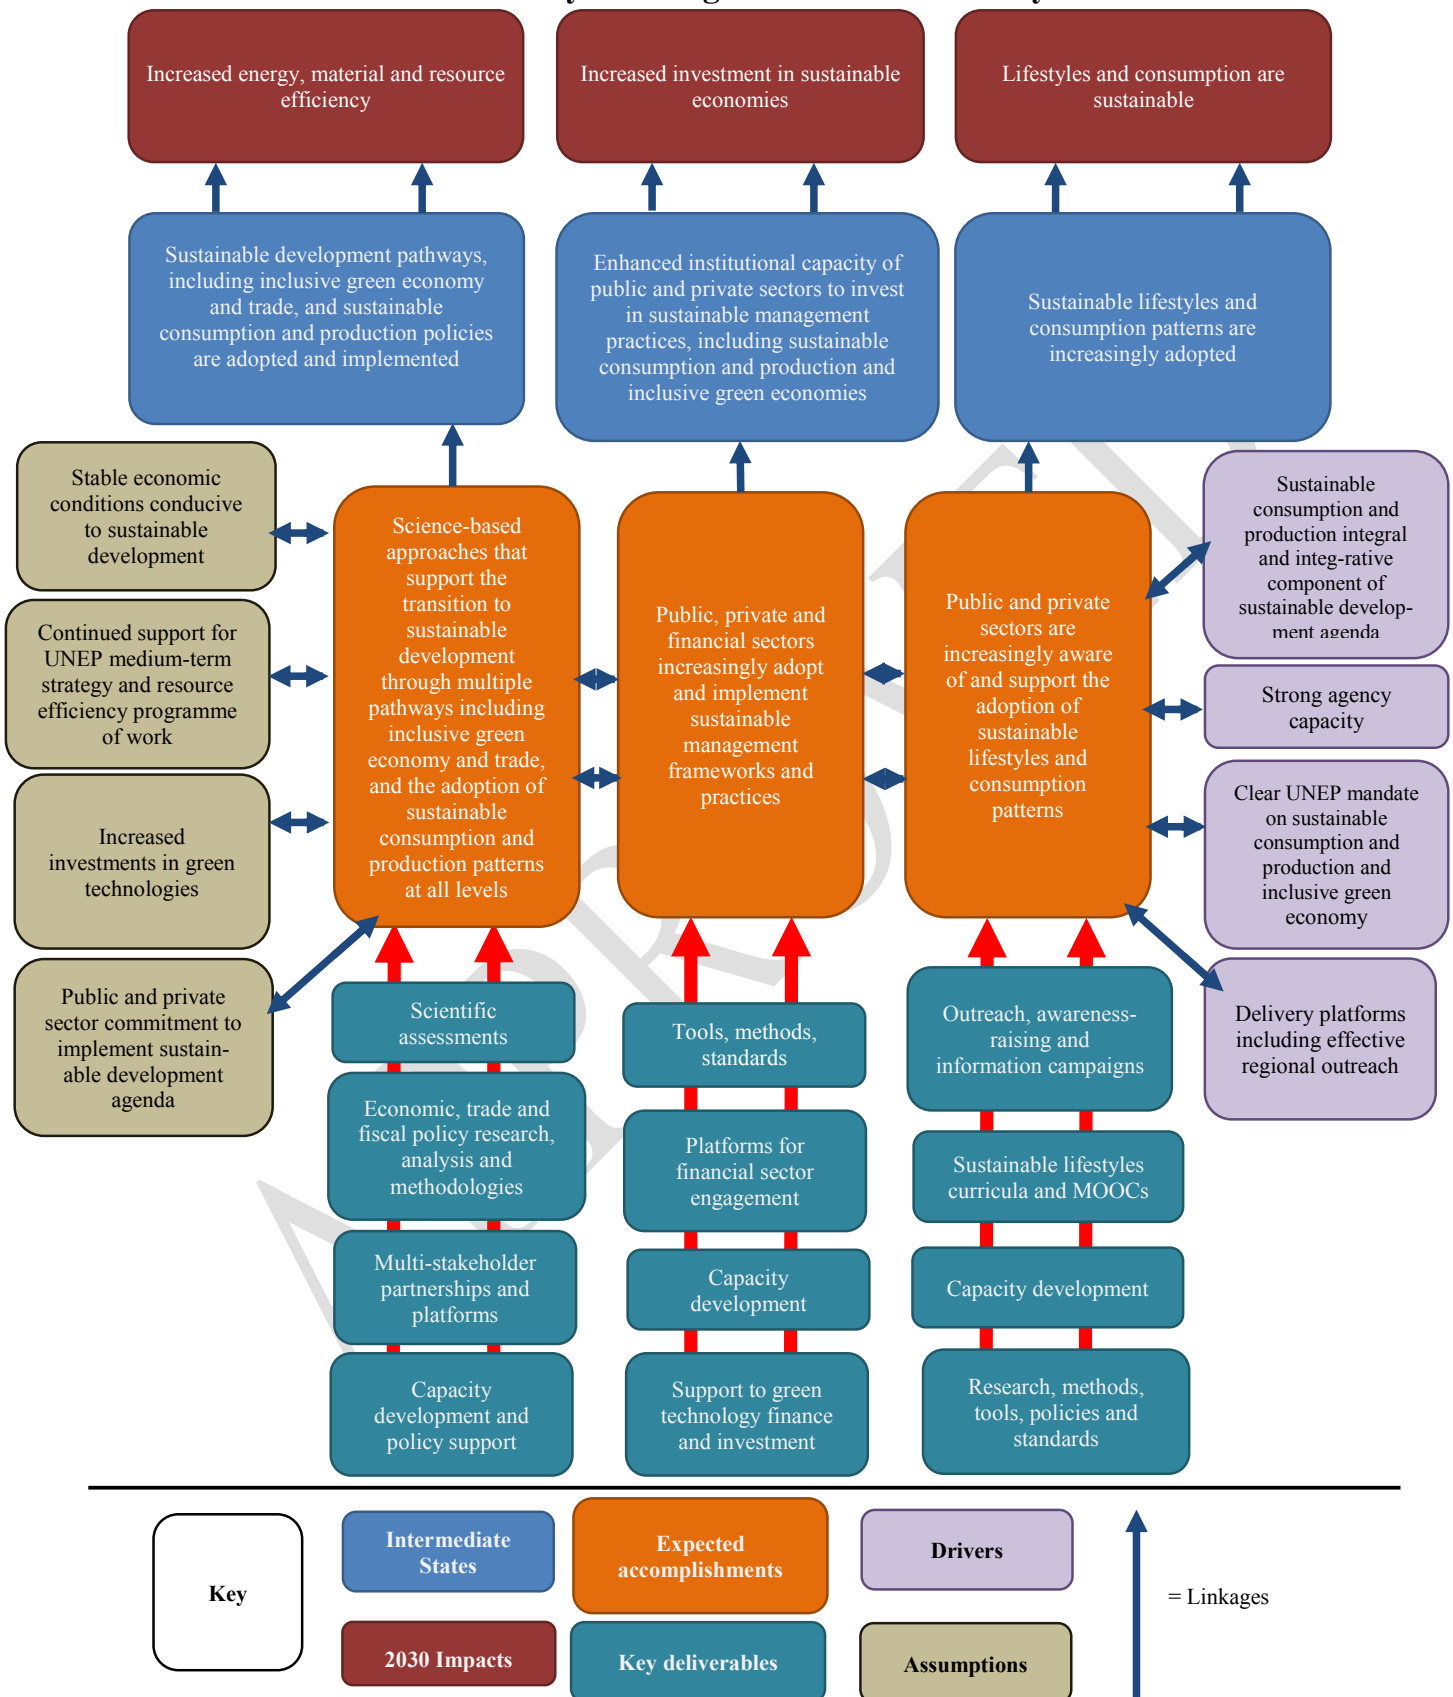 Increased energy, material and resource
efficiency
Increased investment in sustainable
economies
Lifestyles and consumption are
sustainable
Sustainable development pathways,
including inclusive green economy
and trade, and sustainable
consumption and production policies
are adopted and implemented
Enhanced institutional capacity of
public and private sectors to invest
in sustainable management
practices, including sustainable
consumption and production and
inclusive green economies
Sustainable lifestyles and
consumption patterns are
increasingly adopted
Stable economic
conditions conducive
to sustainable
development
Continued support for
UNEP medium-term
strategy and resource
efficiency programme
of work
Increased
investments in green
technologies
Public and private
sector commitment to
implement sustain-
able development
agenda
Science-based
approaches that
support the
transition to
sustainable
development
through multiple
pathways including
inclusive green
economy and trade,
and the adoption of
sustainable
consumption and
production patterns
at all levels
Public, private and
financial sectors
increasingly adopt
and implement
sustainable
management
frameworks and
practices
Public and private
sectors are
increasingly aware
of and support the
adoption of
sustainable
lifestyles and
consumption
patterns
Sustainable
consumption and
production integral
and integ-rative
component of
sustainable develop-
ment agenda
Strong agency
capacity
Clear UNEP mandate
on sustainable
consumption and
production and
inclusive green
economy
Delivery platforms
including effective
regional outreach
Scientific
assessments
Economic, trade and
fiscal policy research,
analysis and
methodologies
Multi-stakeholder
partnerships and
platforms
Capacity
development and
policy support
Tools, methods,
standards
Platforms for
financial sector
engagement
Capacity
development
Support to green
technology finance
and investment
Outreach, awareness-
raising and
information campaigns
Sustainable lifestyles
curricula and MOOCs
Capacity development
Research, methods,
tools, policies and
standards
Key
Intermediate
States
Expected
accomplishments
Drivers
= Linkages
2030 Impacts
Key deliverables
Assumptions